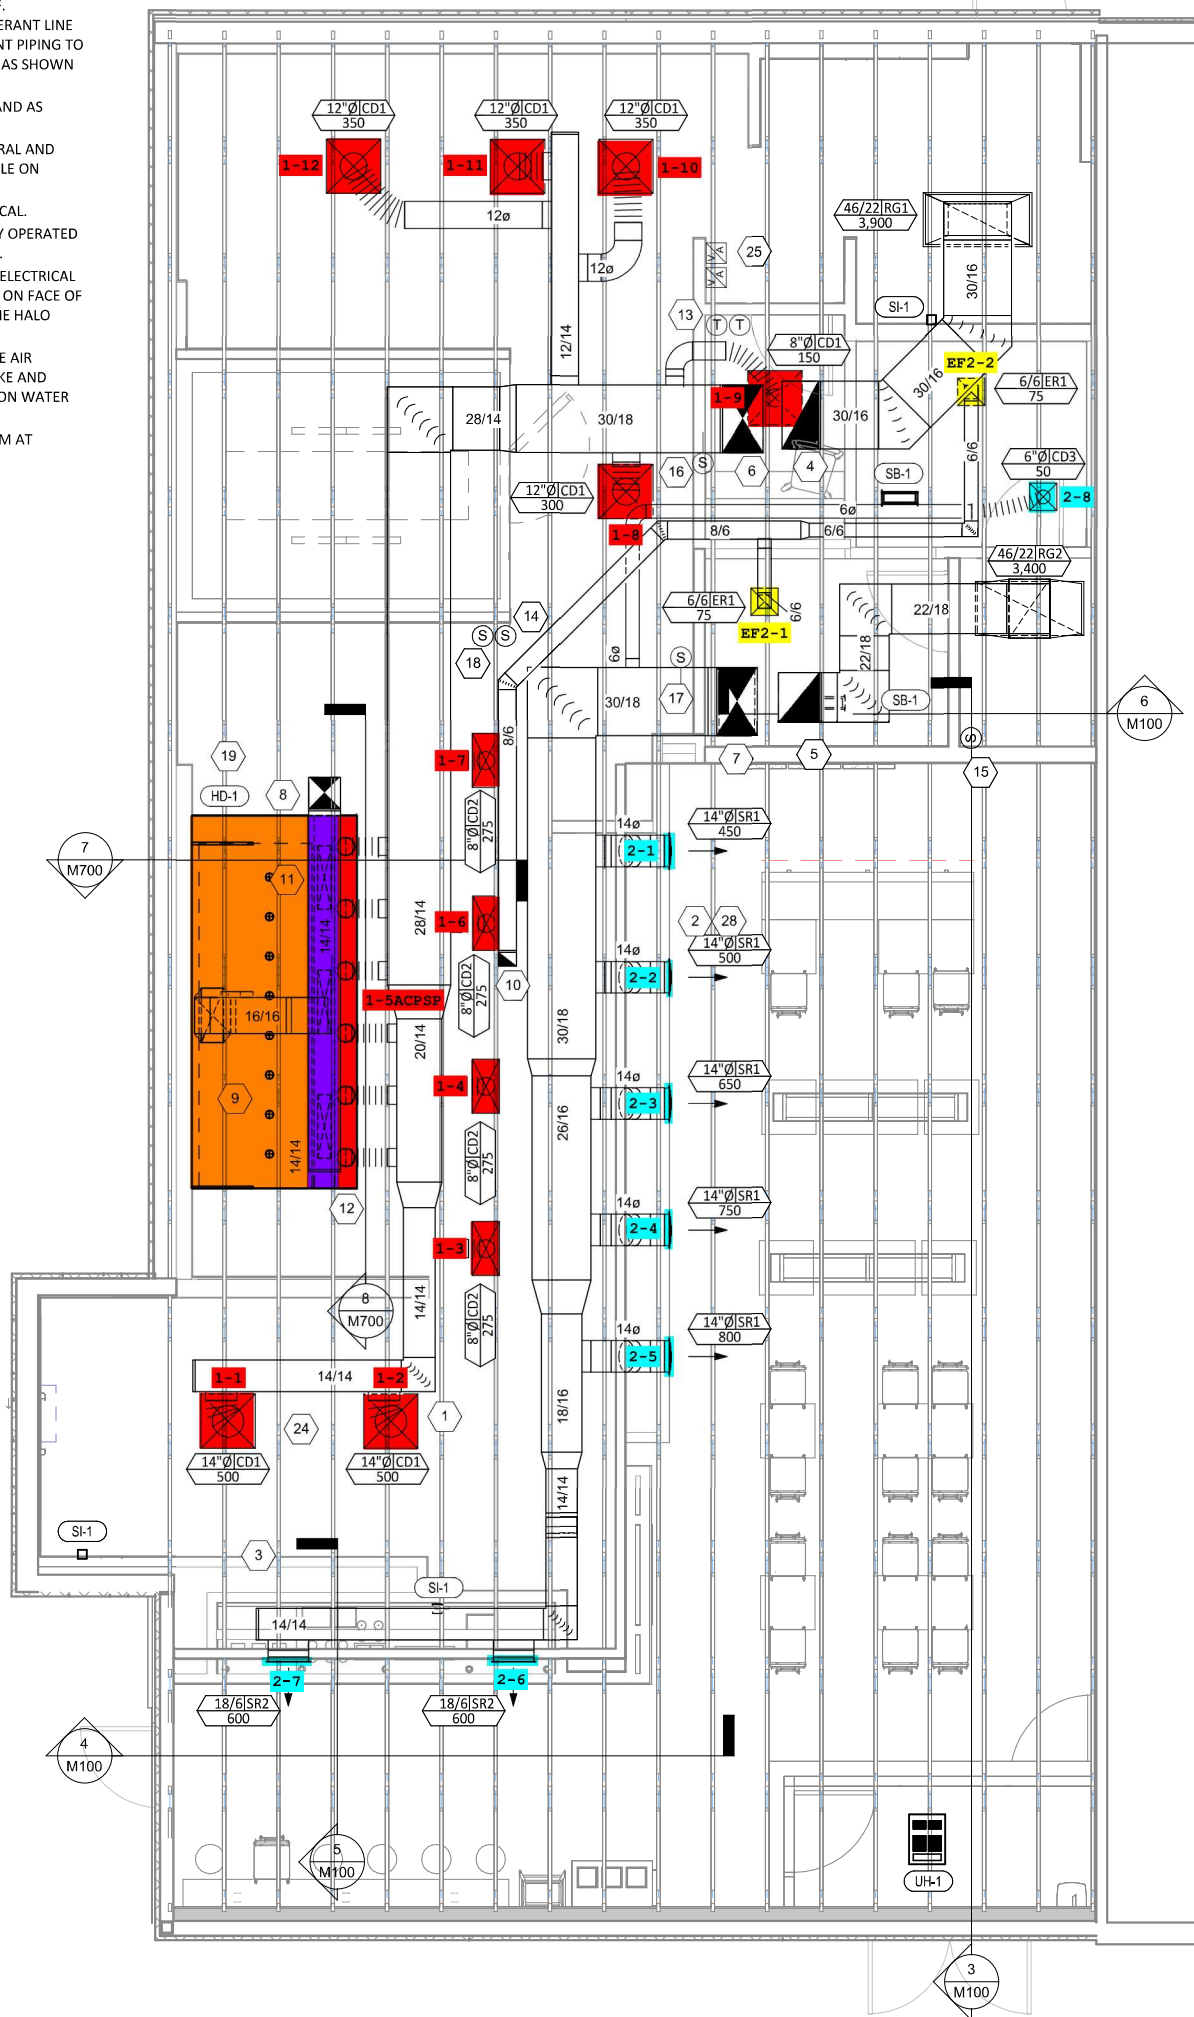 F.
ERANT LINE
NT PIPING TO
AS SHOWN
AND AS
RAL AND
LE ON
CAL.
Y OPERATED
.
ELECTRICAL
ON FACE OF
HE HALO
E AIR
KE AND
ON WATER
M AT
12"Ø CD1
350
12"Ø CD1
350
12"Ø CD1
350
1-12
1-11
1-10
12ø
12ø
46/22 RG1
3,900
25
V A
V A
30/16
SI-1
13
T
T
12/14
8"Ø CD1
150
EF2-2
30/16
6/6 ER1
75
1-9
28/14
30/18
30/16
6/6
6"Ø CD3
50
16
S
6
4
SB-1
2-8
12"Ø CD1
300
6ø
1-8
8/6
6/6
46/22 RG2
3,400
6/6 ER1
75
6/6
22/18
14
EF2-1
S
S
18
6ø
S
22/18
17
30/18
SB-1
6
M100
8/6
S
19
1-7
7
5
15
HD-1
8
8"Ø CD2
275
14ø
14"Ø SR1
450
7
M700
2-1
11
14/14
28/14
1-6
2
28
14ø
14"Ø SR1
500
8"Ø CD2
275
2-2
10
1-5ACPSP
16/16
30/18
20/14
14ø
14"Ø SR1
650
1-4
9
2-3
26/16
14/14
8"Ø CD2
275
14ø
14"Ø SR1
750
12
2-4
1-3
14/14
8
M700
8"Ø CD2
275
14ø
14"Ø SR1
800
2-5
1-1
14/14
1-2
24
1
18/16
14"Ø CD1
500
14"Ø CD1
500
14/14
SI-1
3
SI-1
14/14
2-7
2-6
18/6 SR2
600
18/6 SR2
600
4
M100
5
M100
UH-1
3
M100